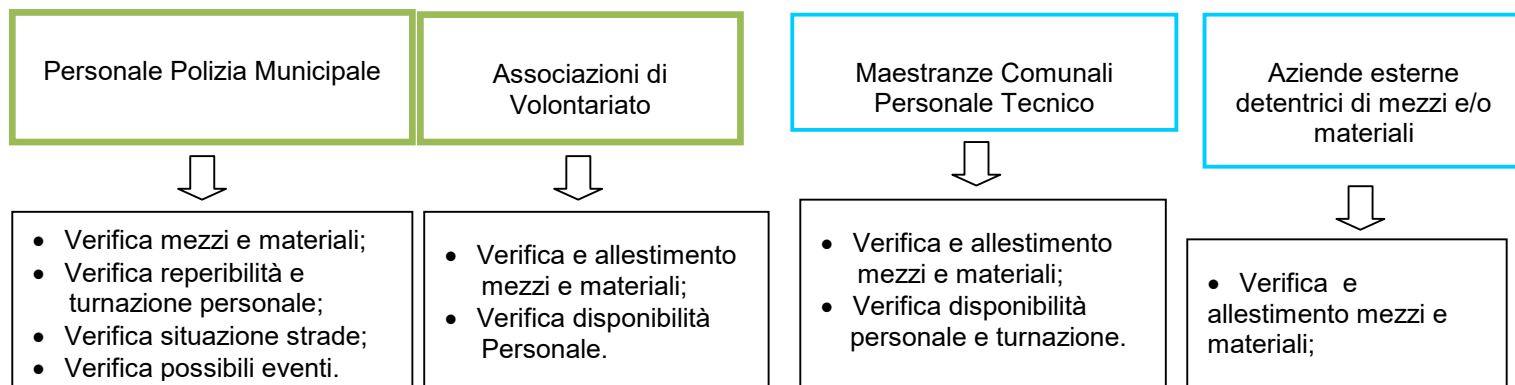 Personale Polizia Municipale
Associazioni di
Volontariato
Maestranze Comunali
Personale Tecnico
Aziende esterne
detentrici di mezzi e/o
materiali
• Verifica mezzi e materiali;
• Verifica reperibilità e
turnazione personale;
• Verifica situazione strade;
• Verifica possibili eventi.
• Verifica e allestimento
mezzi e materiali;
• Verifica disponibilità
Personale.
• Verifica e allestimento
mezzi e materiali;
• Verifica disponibilità
personale e turnazione.
• Verifica e
allestimento mezzi e
materiali;